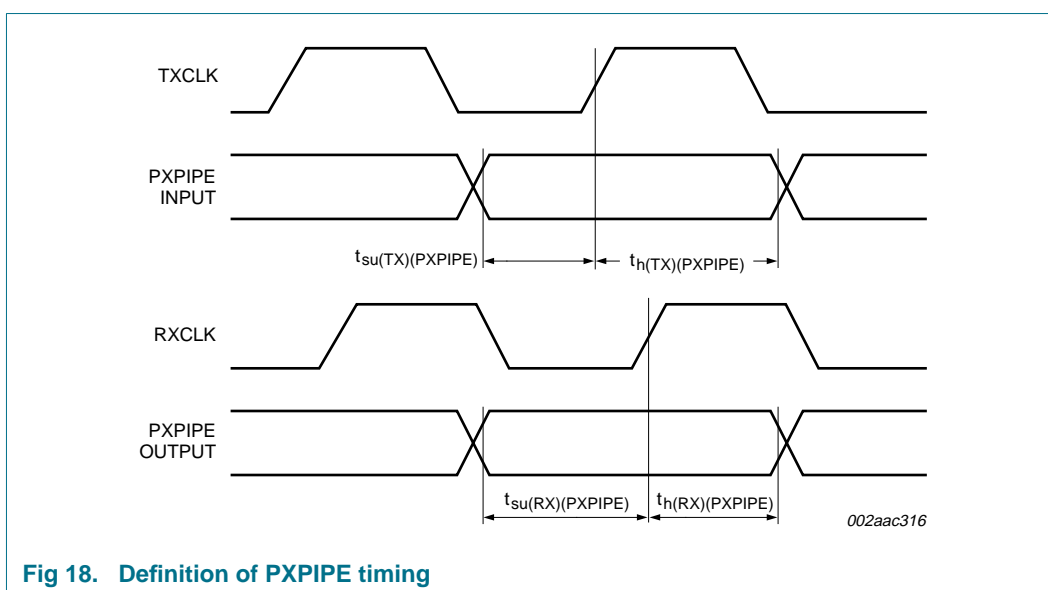 TXCLK
PXPIPE
INPUT
tsu(TX)(PXPIPE)
th(TX)(PXPIPE)
RXCLK
PXPIPE
OUTPUT
tsu(RX)(PXPIPE)
th(RX)(PXPIPE)
002aac316
Fig 18. Definition of PXPIPE timing